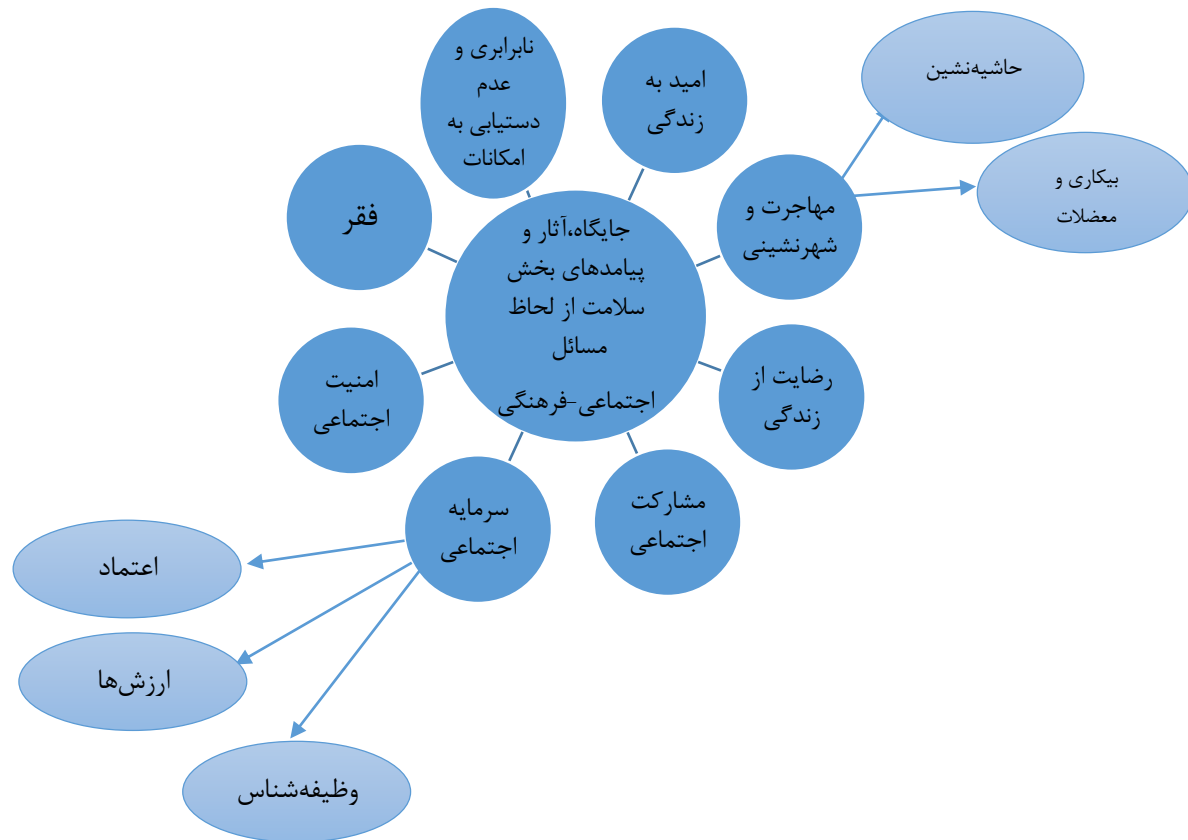 نابرابری و
عدم
دستیابی به
امکانات
امید به
زندگی
حاشیه‌نشین
بیکاری و
معضلات
مهاجرت و
شهرنشینی
فقر
جایگاه،آثار و
پیامدهای بخش
سلامت از لحاظ
مسائل
اجتماعی-فرهنگی
رضایت از
زندگی
امنیت
اجتماعی
مشارکت
اجتماعی
سرمایه
اجتماعی
اعتماد
ارزش‌ها
وظیفه‌شناس